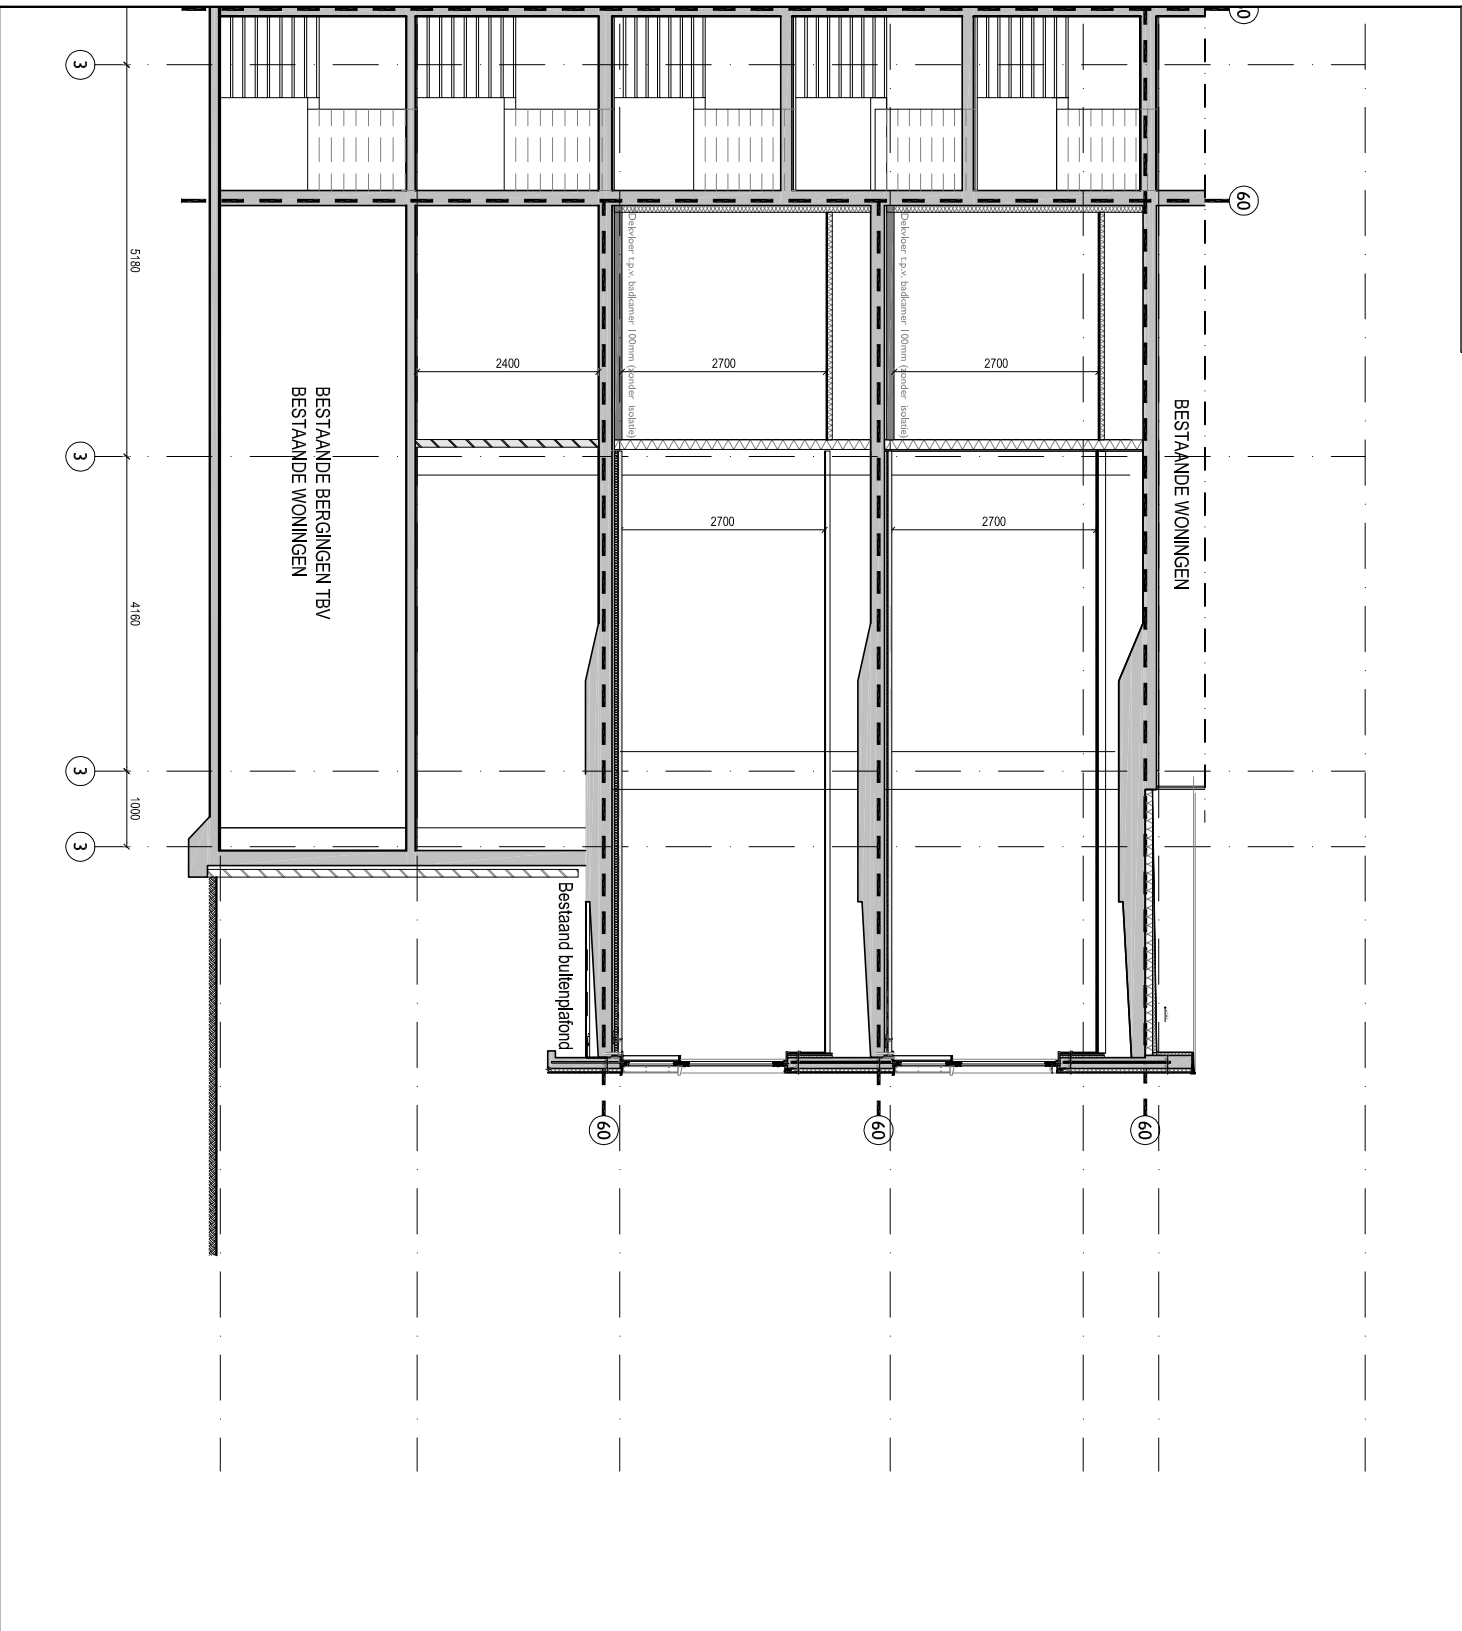 3
3
3
3
5180
4160
1000
BESTAANDE BERGINGEN TBV
BESTAANDE WONINGEN
2400
Bestaand buitenplafond
Dekvloer t.p.v. badkamer 100mm (zonder isolatie)
2700
2700
Dekvloer t.p.v. badkamer 100mm (zonder isolatie)
2700
2700
BESTAANDE WONINGEN
0
60
60
60
60